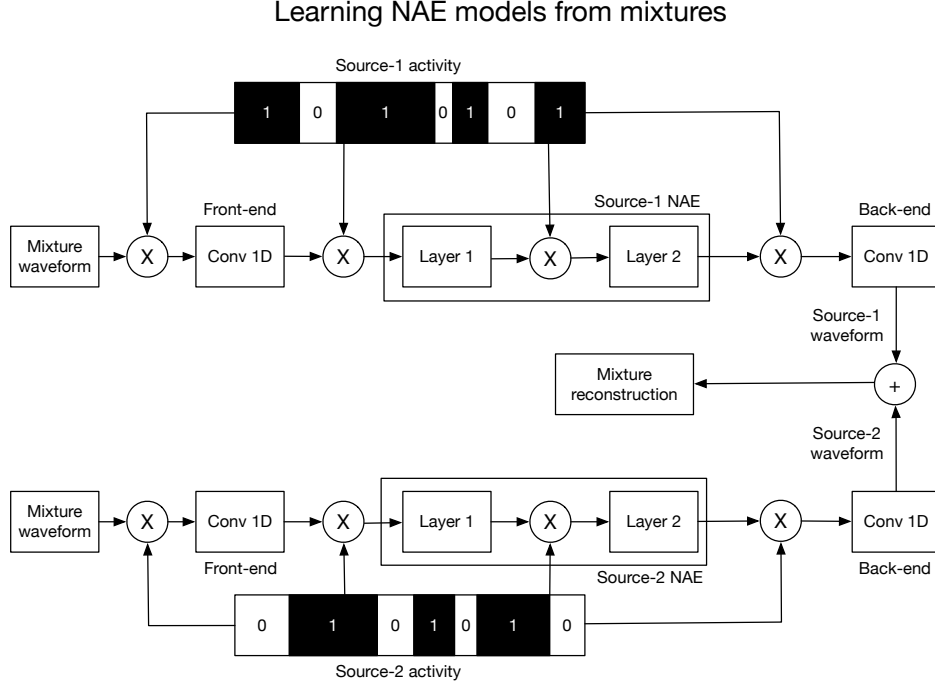 Learning NAE models from mixtures
Source-1 activity
1 0 1 0 1 0 1
Front-end
Source-1 NAE
Back-end
Mixture
waveform
X
Conv 1D
X
Layer 1
X
Layer 2
X
Conv 1D
Source-1
waveform
Mixture
reconstruction
+
Source-2
waveform
Mixture
waveform
X
Conv 1D
X
Layer 1
X
Layer 2
X
Conv 1D
Front-end
Source-2 NAE
Back-end
0 1 0 1 0 1 0
Source-2 activity